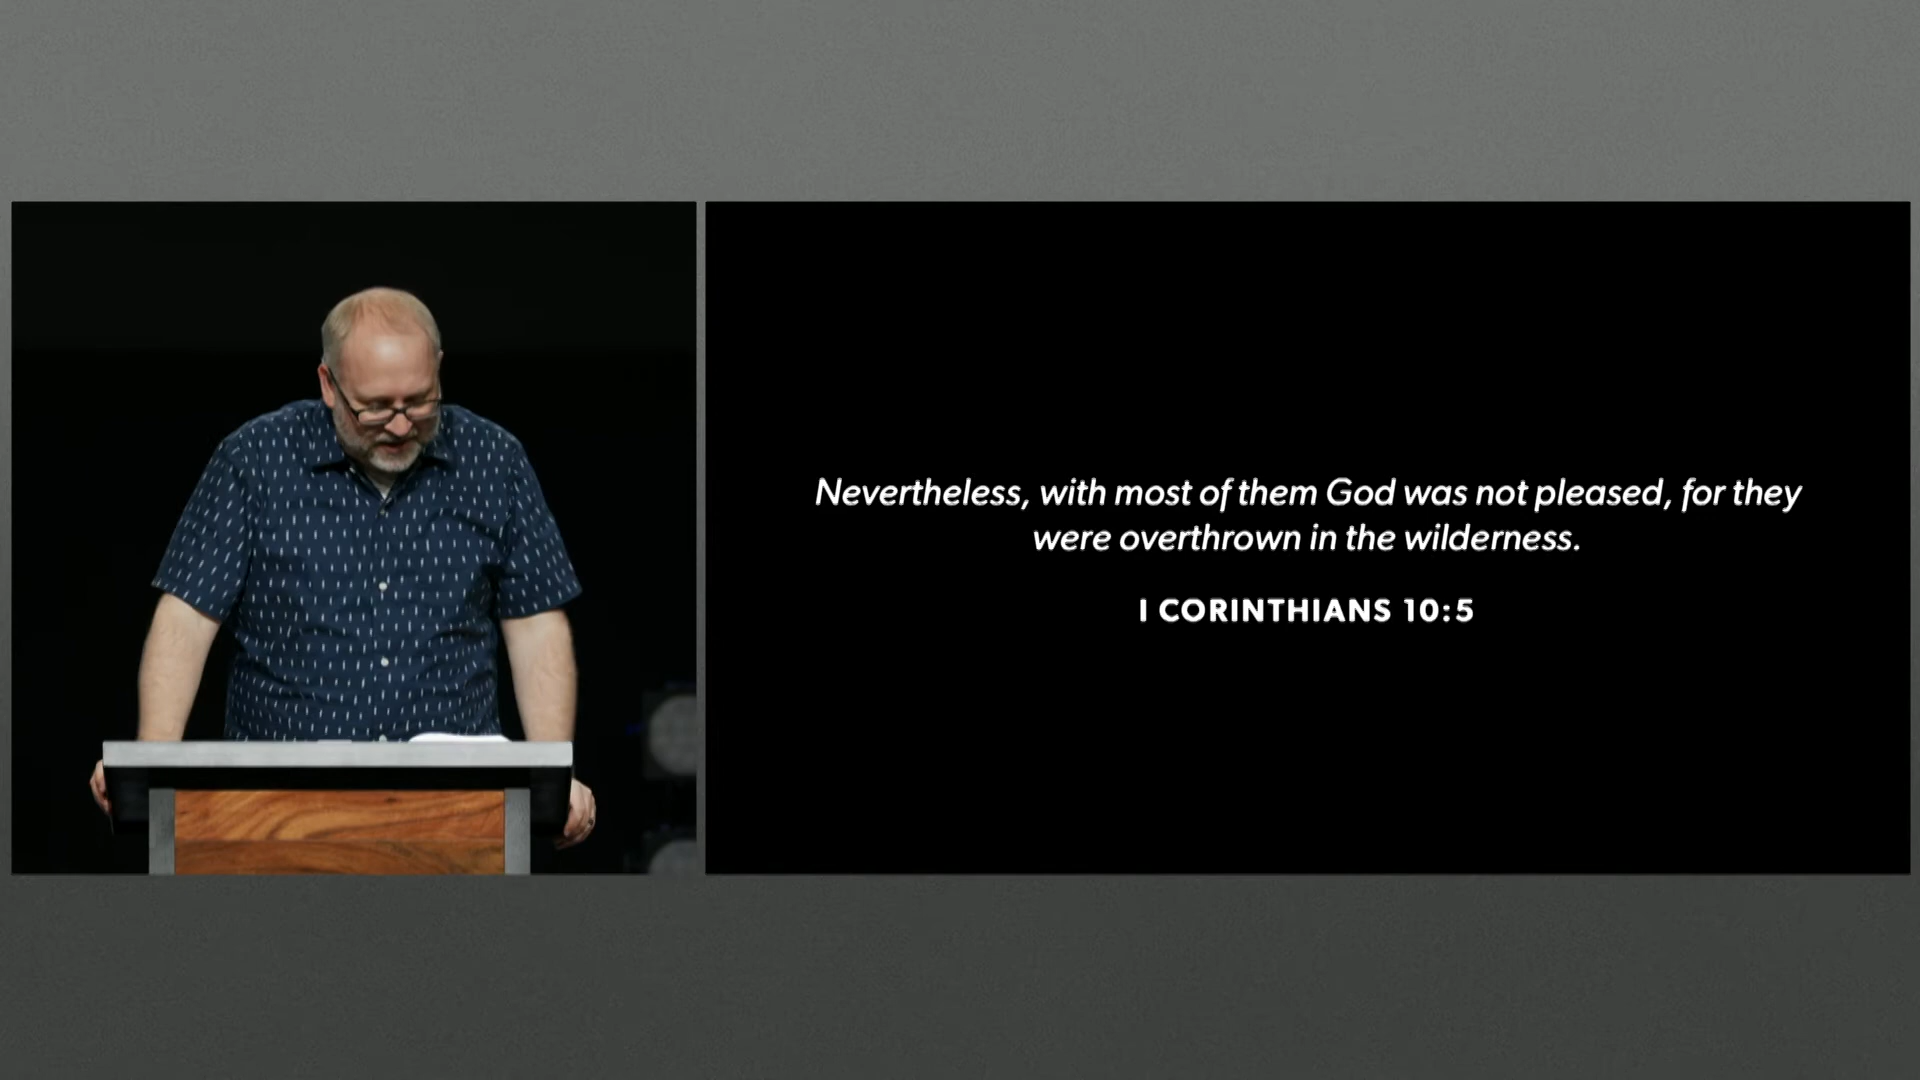 Nevertheless, with most of them God was not pleased, for they
were overthrown in the wilderness.
I CORINTHIANS 10:5